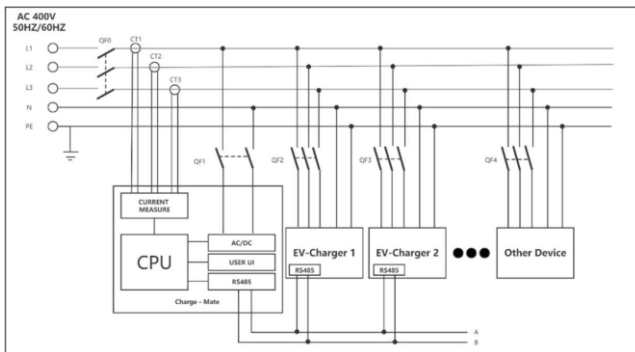 AC 400V
50HZ/60HZ
L1
L2
L3
N
PE
QF0
CT1
CT2
CT3
QF1
QF2
QF3
QF4
CURRENT
MEASURE
CPU
AC/DC
USER UI
RS485
Charge - Mate
EV-Charger 1
RS485
EV-Charger 2
RS485
Other Device
A
B